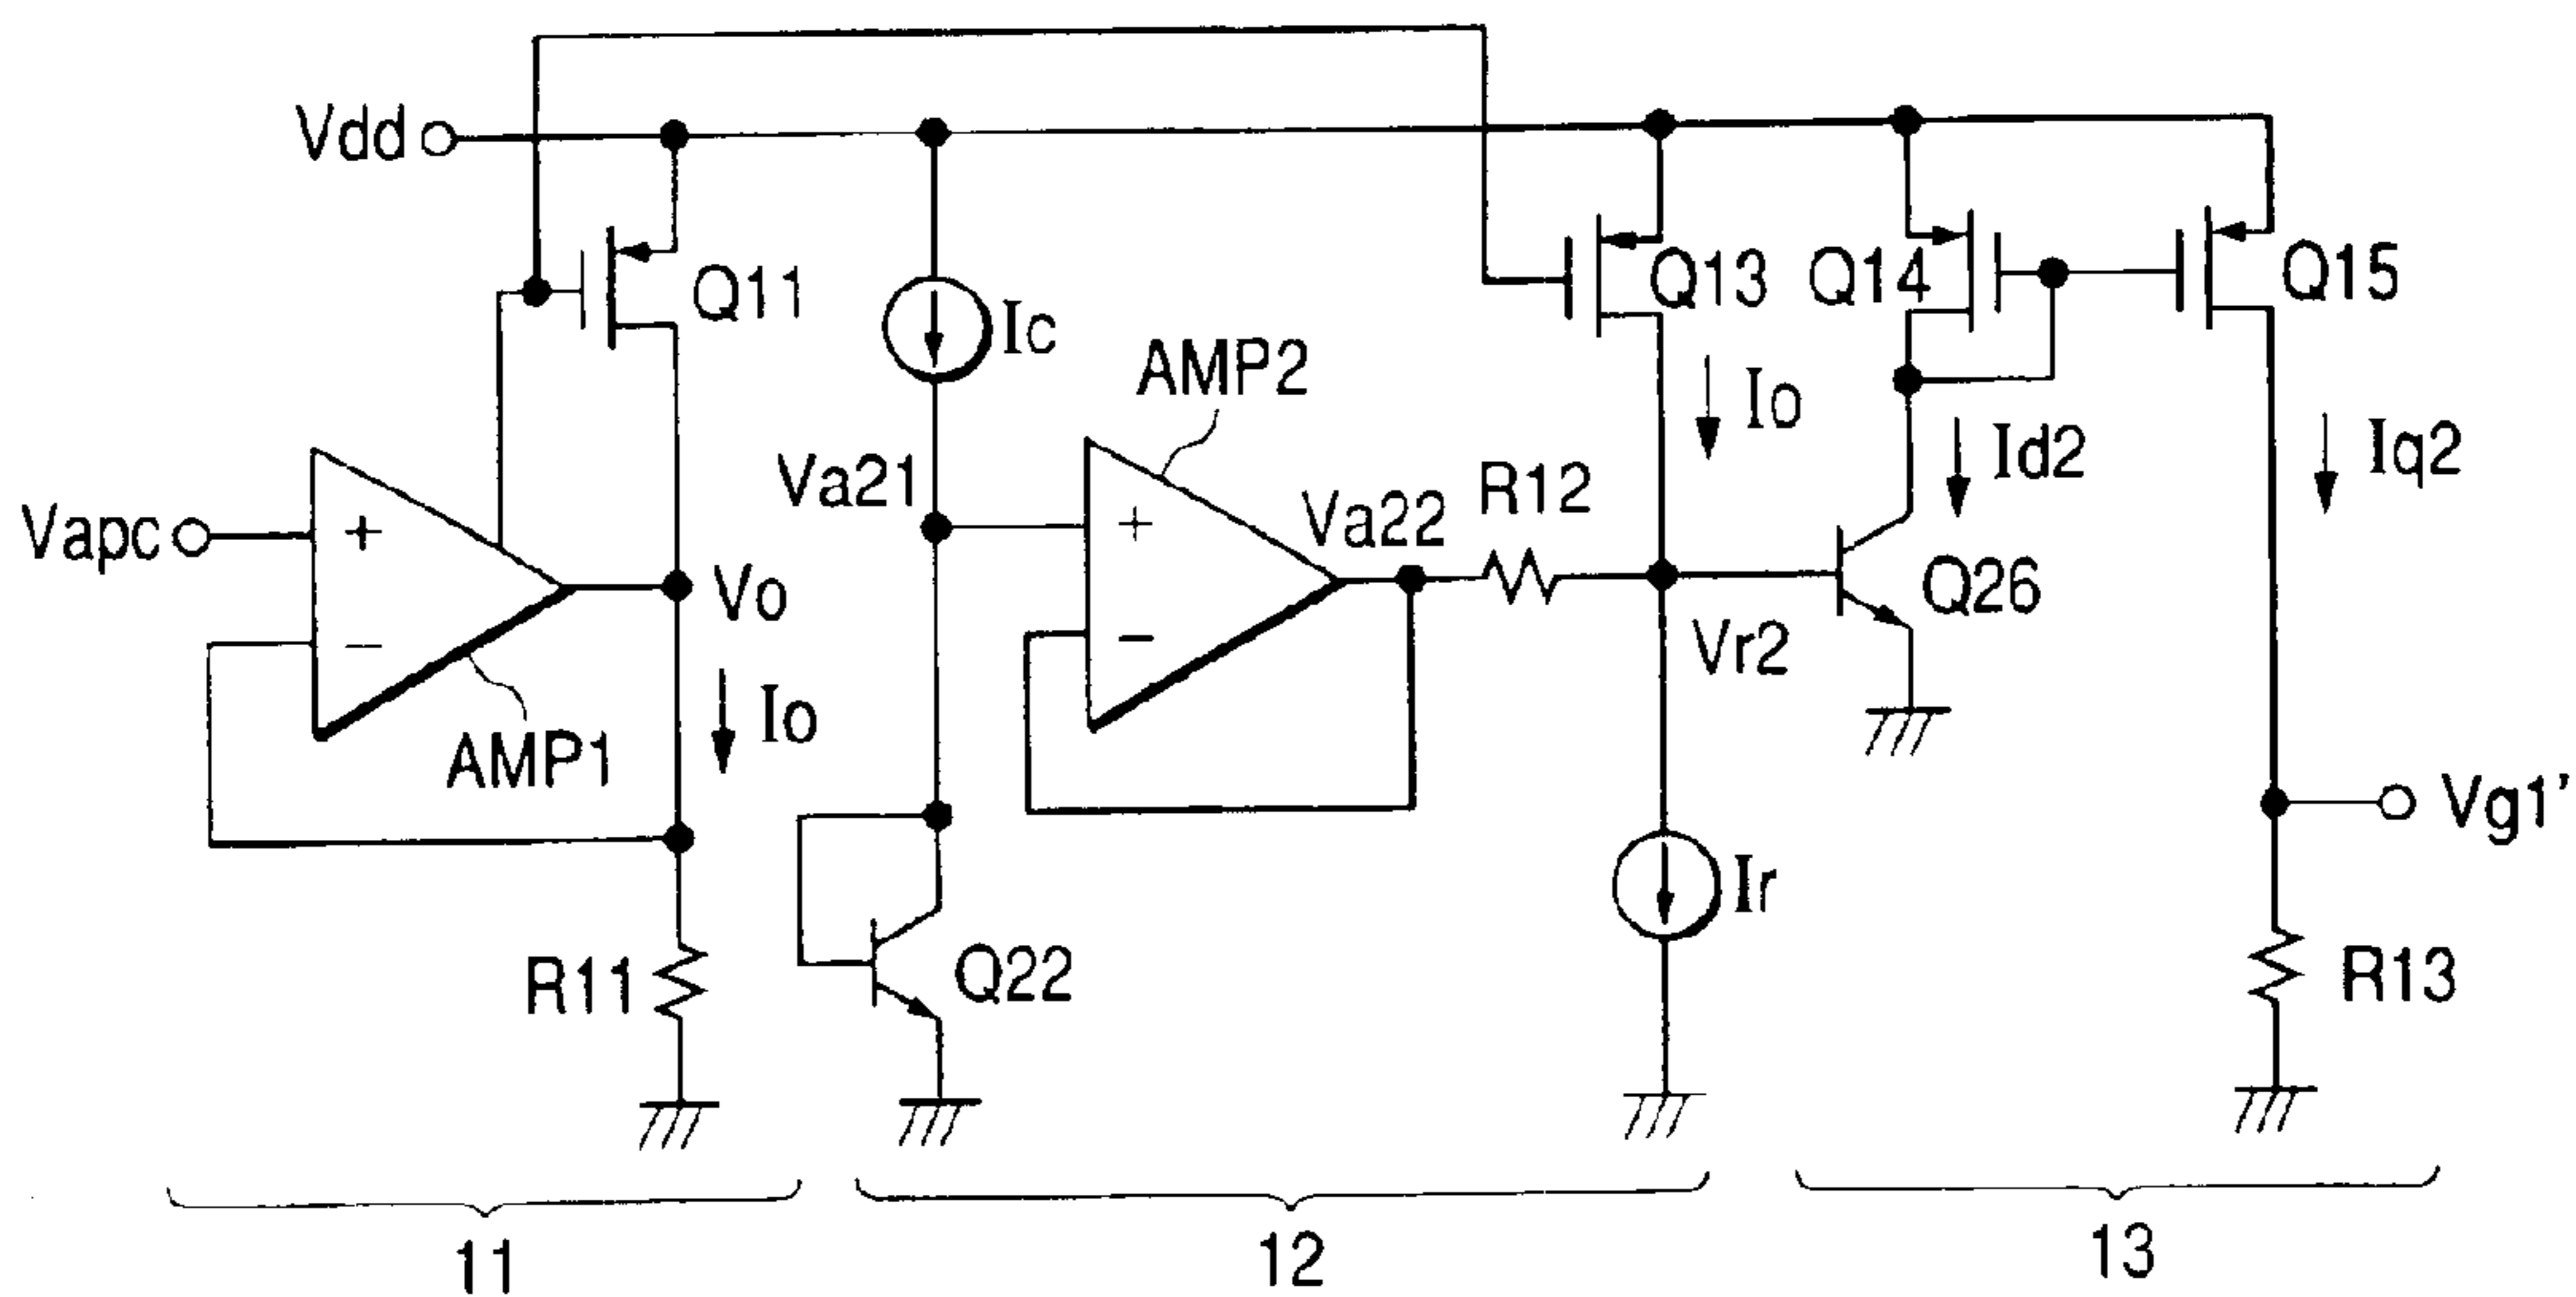 Vdd
Q11
Ic
Q13
Q14
Q15
AMP2
Io
Id2
Iq2
Va21
Va22
R12
Vapc
+
−
Vo
+
−
Q26
Vr2
Io
AMP1
Vg1’
Ir
R11
Q22
R13
11
12
13